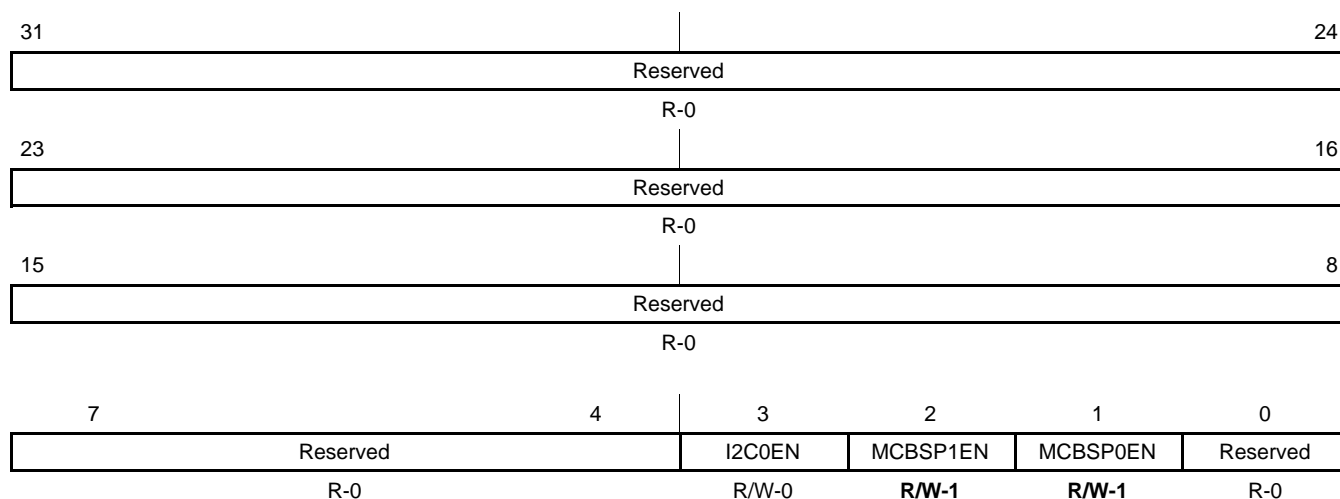 31 24
Reserved
R-0
23 16
Reserved
R-0
15 8
Reserved
R-0
7 4 3 2 1 0
Reserved I2C0EN MCBSP1EN MCBSP0EN Reserved
R-0 R/W-0 R/W-1 R/W-1 R-0